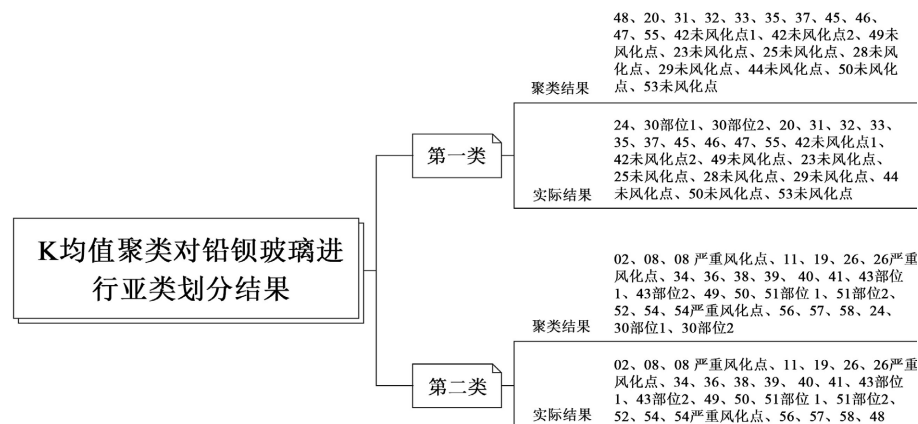 K均值聚类对铅钡玻璃进
行亚类划分结果
第一类
聚类结果
48、20、31、32、33、35、37、45、46、
47、55、42未风化点1、42未风化点2、49未
风化点、23未风化点、25未风化点、28未风
化点、29未风化点、44未风化点、50未风化
点、53未风化点
实际结果
24、30部位1、30部位2、20、31、32、33、
35、37、45、46、47、55、42未风化点1、
42未风化点2、49未风化点、23未风化点、
25未风化点、28未风化点、29未风化点、44
未风化点、50未风化点、53未风化点
第二类
聚类结果
02、08、08 严重风化点、11、19、26、26严重
风化点、34、36、38、39、 40、41、43部位
1、43部位2、49、50、51部位 1、51部位2、
52、54、54严重风化点、56、57、58、24、
30部位1、30部位2
实际结果
02、08、08 严重风化点、11、19、26、26严重
风化点、34、36、38、39、 40、41、43部位
1、43部位2、49、50、51部位 1、51部位2、
52、54、54严重风化点、56、57、58、48